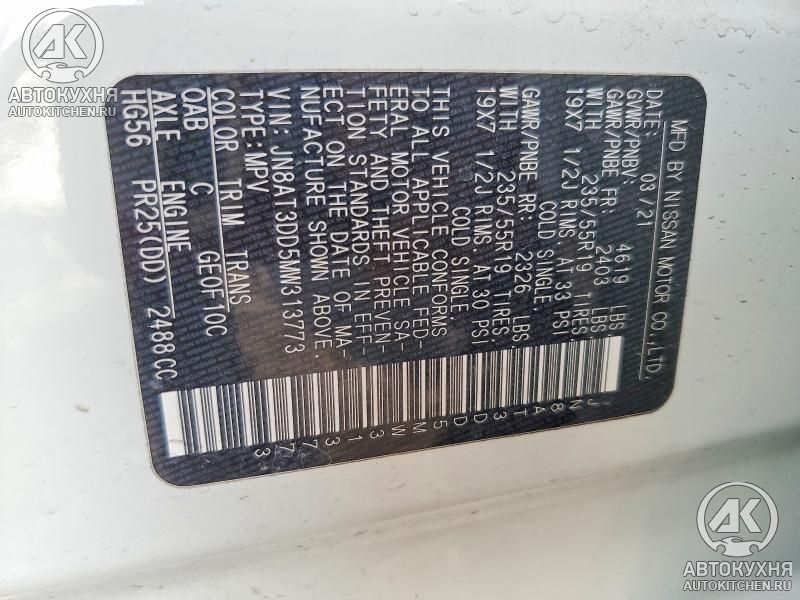 MFD BY NISSAN MOTOR CO.,LTD.
DATE: 03/21
GVWR/PNBV: 4619 LBS
GAWR/PNBE FR: 2403 LBS
WITH 235/55R19 TIRES,
19X7 1/2J RIMS, AT 33 PSI
COLD SINGLE
GAWR/PNBE RR: 2326 LBS
WITH 235/55R19 TIRES,
19X7 1/2J RIMS, AT 30 PSI
COLD SINGLE
THIS VEHICLE CONFORMS
TO ALL APPLICABLE FED-
ERAL MOTOR VEHICLE SA-
FETY AND THEFT PREVEN-
TION STANDARDS IN EFF-
ECT ON THE DATE OF MA-
NUFACTURE SHOWN ABOVE.
VIN: JN8AT3DD5MW313773
TYPE: MPV
COLOR TRIM TRANS
QAB C GEOF10C
AXLE ENGINE
HG56 PR25(DD) 2488CC
JN8AT3DD5MW313773
АК
АВТОКУХНЯ
AUTOKITCHEN.RU
АК
АВТОКУХНЯ
AUTOKITCHEN.RU